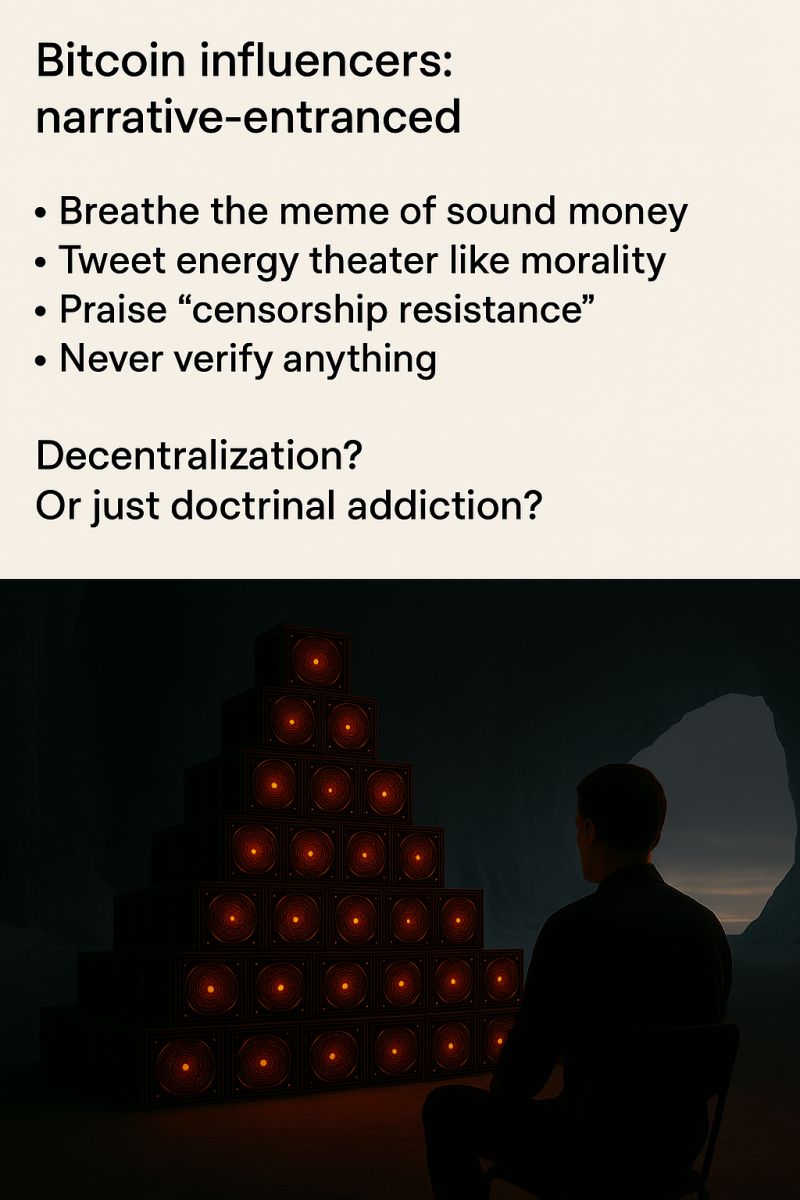 Bitcoin influencers:
narrative-entranced
• Breathe the meme of sound money
• Tweet energy theater like morality
• Praise “censorship resistance”
• Never verify anything
Decentralization?
Or just doctrinal addiction?